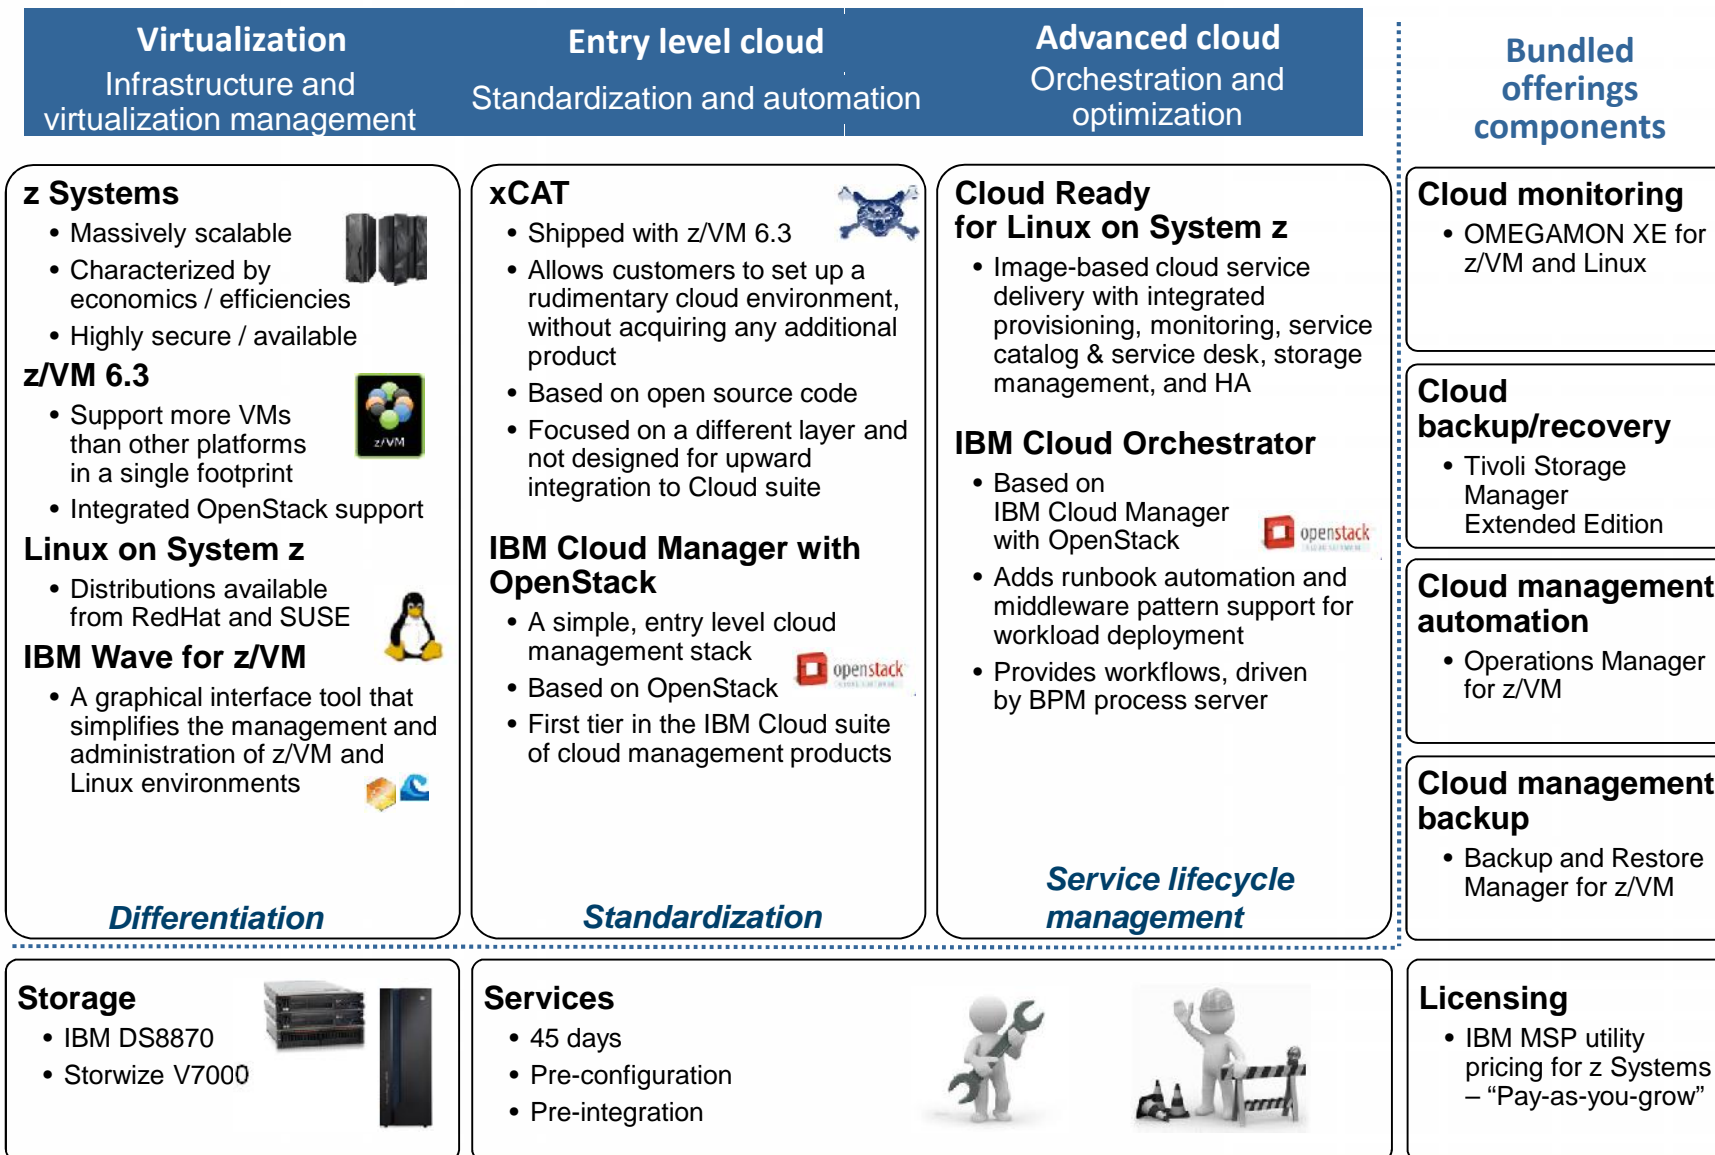 Virtualization
Infrastructure and
virtualization management
Entry level cloud
Standardization and automation
Advanced cloud
Orchestration and
optimization
Bundled
offerings
components
z Systems
• Massively scalable
• Characterized by
economics / efficiencies
• Highly secure / available
z/VM 6.3
• Support more VMs
than other platforms
in a single footprint
• Integrated OpenStack support
z/VM
Linux on System z
• Distributions available
from RedHat and SUSE
IBM Wave for z/VM
• A graphical interface tool that
simplifies the management and
administration of z/VM and
Linux environments
Differentiation
xCAT
• Shipped with z/VM 6.3
• Allows customers to set up a
rudimentary cloud environment,
without acquiring any additional
product
• Based on open source code
• Focused on a different layer and
not designed for upward
integration to Cloud suite
IBM Cloud Manager with
OpenStack
• A simple, entry level cloud
management stack
• Based on OpenStack
openstack
• First tier in the IBM Cloud suite
of cloud management products
Standardization
Cloud Ready
for Linux on System z
• Image-based cloud service
delivery with integrated
provisioning, monitoring, service
catalog & service desk, storage
management, and HA
IBM Cloud Orchestrator
• Based on
IBM Cloud Manager
with OpenStack
openstack
• Adds runbook automation and
middleware pattern support for
workload deployment
• Provides workflows, driven
by BPM process server
Service lifecycle
management
Cloud monitoring
• OMEGAMON XE for
z/VM and Linux
Cloud
backup/recovery
• Tivoli Storage
Manager
Extended Edition
Cloud management
automation
• Operations Manager
for z/VM
Cloud management
backup
• Backup and Restore
Manager for z/VM
Storage
• IBM DS8870
• Storwize V7000
Services
• 45 days
• Pre-configuration
• Pre-integration
Licensing
• IBM MSP utility
pricing for z Systems
– “Pay-as-you-grow”